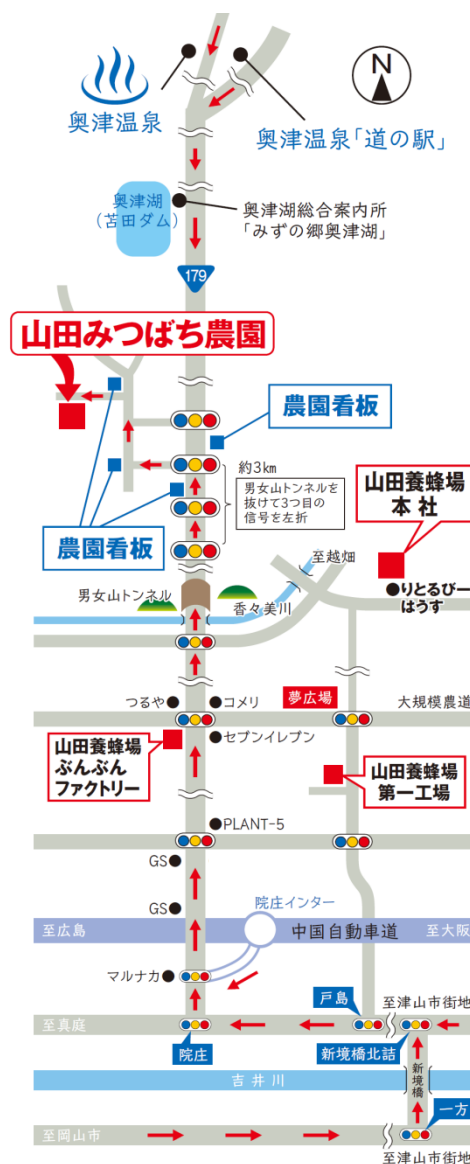 N
奥津温泉
奥津温泉「道の駅」
奥津湖
(苫田ダム)
奥津湖総合案内所
「みずの郷奥津湖」
179
山田みつばち農園
農園看板
約3km
男女山トンネルを
抜けて3つ目の
信号を左折
山田養蜂場
本社
農園看板
至越畑
りとるびー
はうす
男女山トンネル
香々美川
つるや
コメリ
夢広場
大規模農道
セブンイレブン
山田養蜂場
ぶんぶん
ファクトリー
山田養蜂場
第一工場
PLANT-5
GS
GS
院庄インター
至広島
中国自動車道
至大阪
マルナカ
戸島
至津山市街地
至真庭
院庄
新境橋北詰
吉井川
新境橋
一方
至岡山市
至津山市街地